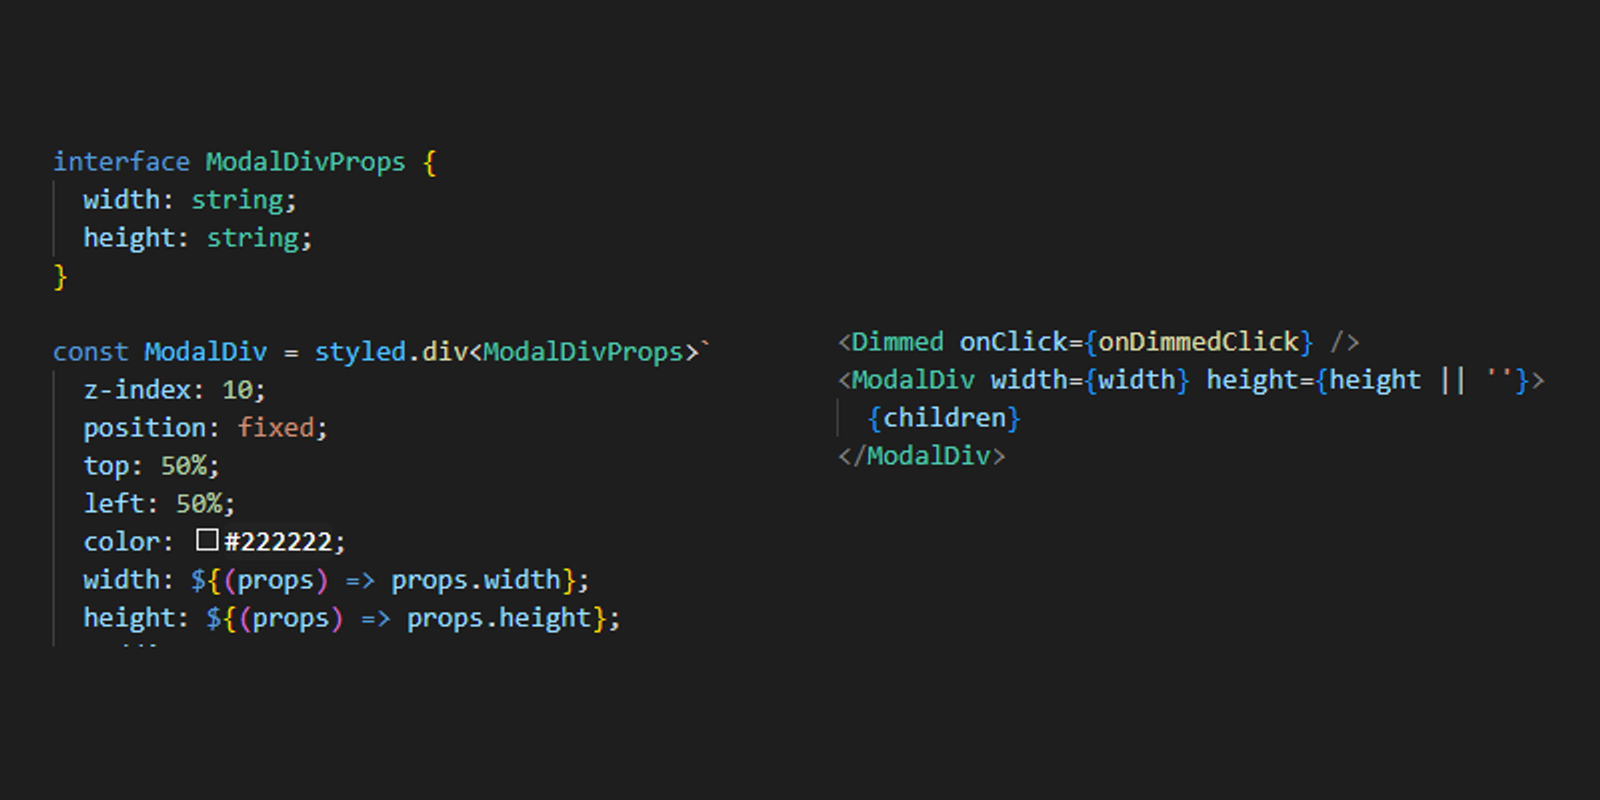 interface ModalDivProps {
  width: string;
  height: string;
}
const ModalDiv = styled.div<ModalDivProps>`
  z-index: 10;
  position: fixed;
  top: 50%;
  left: 50%;
  color: #222222;
  width: ${(props) => props.width};
  height: ${(props) => props.height};
<Dimmed onClick={onDimmedClick} />
<ModalDiv width={width} height={height || ''}>
  {children}
</ModalDiv>